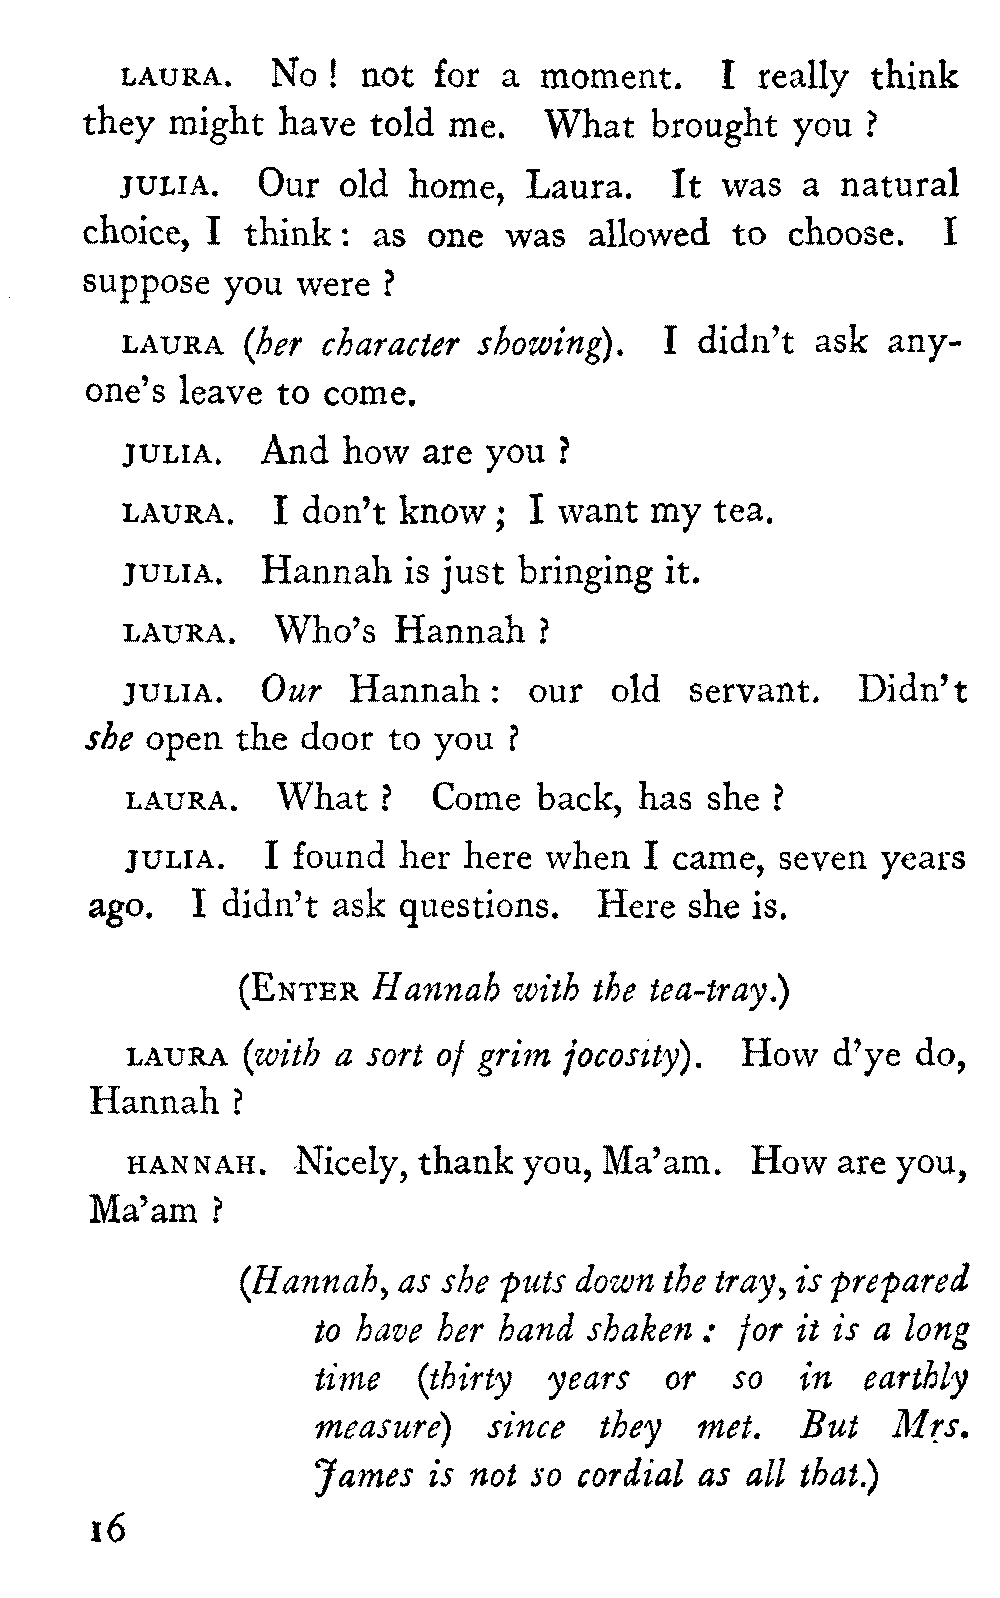 LAURA. No ! not for a moment. I really think
they might have told me. What brought you ?
JULIA. Our old home, Laura. It was a natural
choice, I think : as one was allowed to choose. I
suppose you were ?
LAURA (her character showing). I didn't ask any-
one's leave to come.
JULIA. And how are you ?
LAURA. I don't know ; I want my tea.
JULIA. Hannah is just bringing it.
LAURA. Who's Hannah ?
JULIA. Our Hannah : our old servant. Didn't
she open the door to you ?
LAURA. What ? Come back, has she ?
JULIA. I found her here when I came, seven years
ago. I didn't ask questions. Here she is.
(ENTER Hannah with the tea-tray.)
LAURA (with a sort of grim jocosity). How d'ye do,
Hannah ?
HANNAH. Nicely, thank you, Ma'am. How are you,
Ma'am ?
(Hannah, as she puts down the tray, is prepared
to have her hand shaken : for it is a long
time (thirty years or so in earthly
measure) since they met. But Mrs.
James is not so cordial as all that.)
16